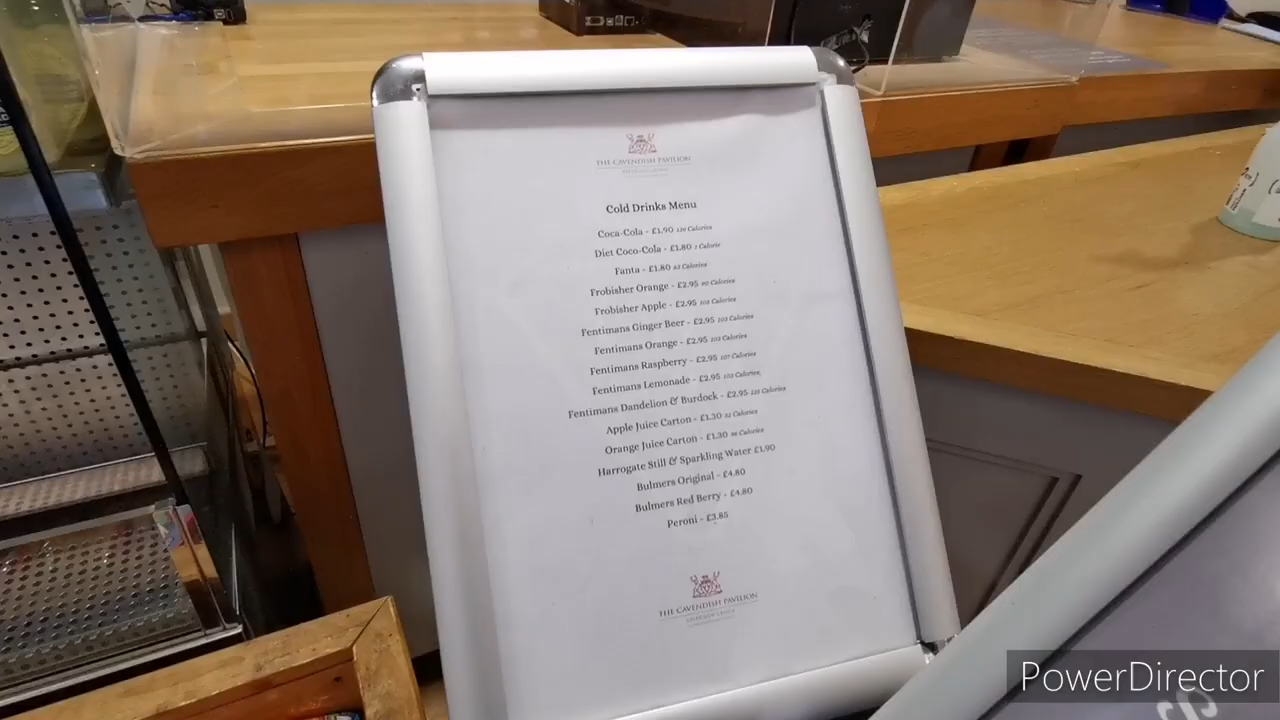 THE CAVENDISH PAVILION
Cold Drinks Menu
Coca-Cola - £1.90 139 Calories
Diet Coco-Cola - £1.80 1 Calorie
Fanta - £1.80 63 Calories
Frobisher Orange - £2.95 90 Calories
Frobisher Apple - £2.95 103 Calories
Fentimans Ginger Beer - £2.95 103 Calories
Fentimans Orange - £2.95 103 Calories
Fentimans Raspberry - £2.95 107 Calories
Fentimans Lemonade - £2.95 103 Calories
Fentimans Dandelion & Burdock - £2.95 Calories
Apple Juice Carton - £1.30 Calories
Orange Juice Carton - £1.30 Calories
Harrogate Still & Sparkling Water £1.90
Bulmers Original - £4.80
Bulmers Red Berry - £4.80
Peroni - £3.85
THE CAVENDISH PAVILION
PowerDirector